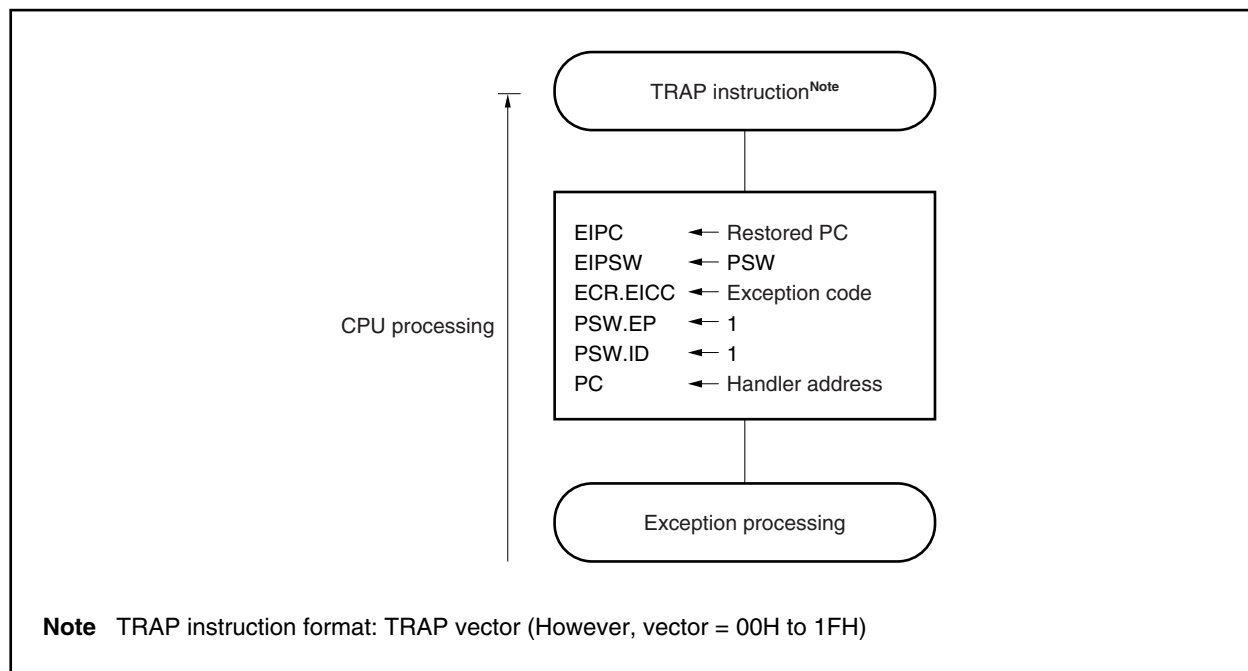 TRAP instructionNote
CPU processing
EIPC ← Restored PC
EIPSW ← PSW
ECR.EICC ← Exception code
PSW.EP ← 1
PSW.ID ← 1
PC ← Handler address
Exception processing
Note TRAP instruction format: TRAP vector (However, vector = 00H to 1FH)